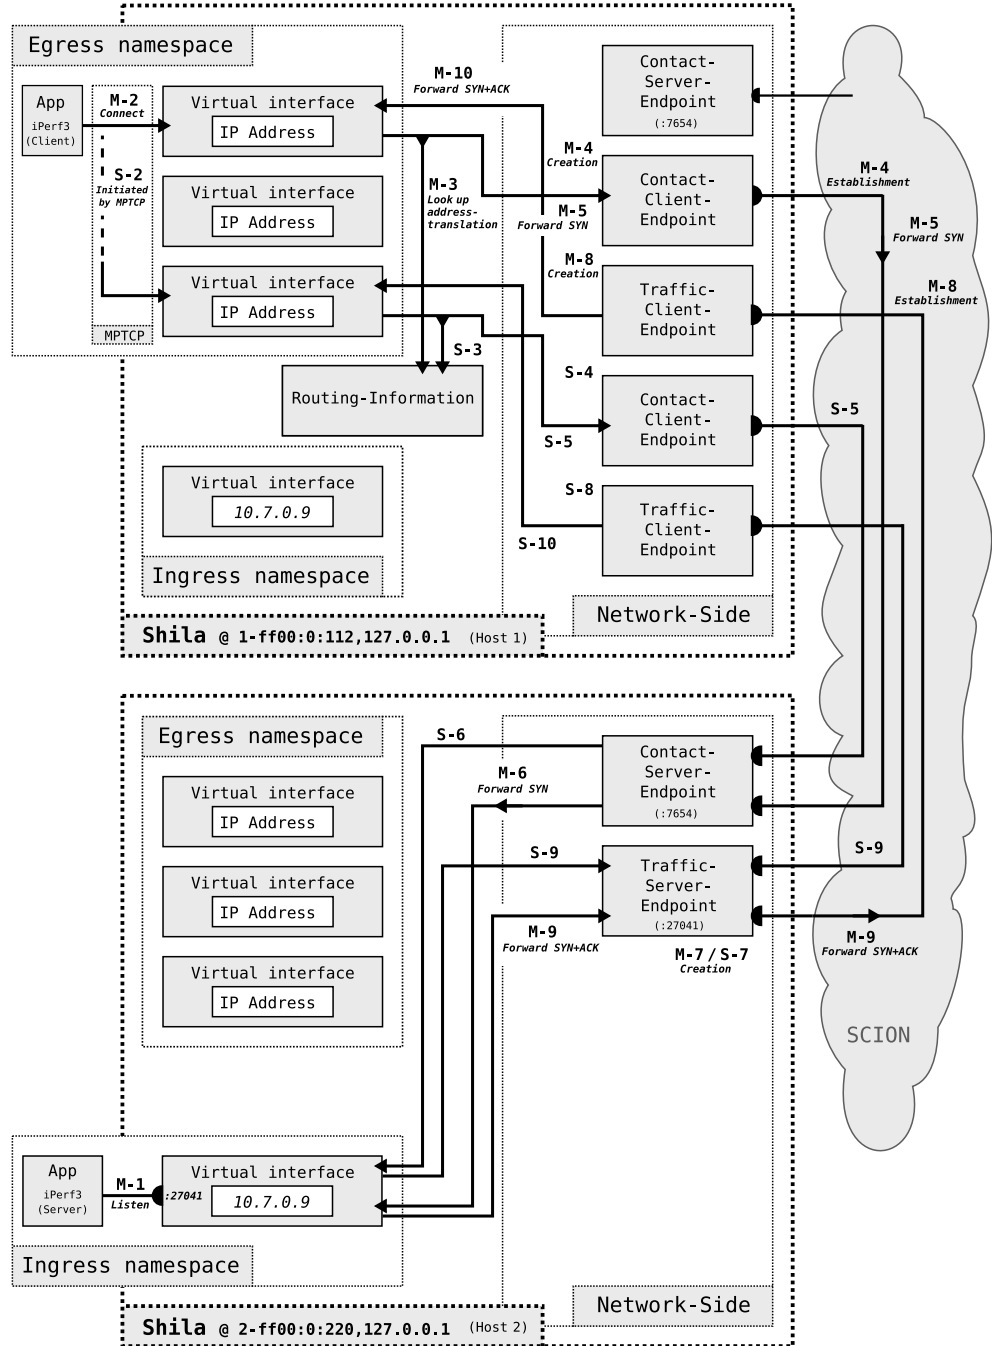 Egress namespace
App
iPerf3
(Client)
M-2
Connect
S-2
Initiated
by MPTCP
MPTCP
Virtual interface
IP Address
Virtual interface
IP Address
Virtual interface
IP Address
M-10
Forward SYN+ACK
M-3
Look up
address-
translation
M-4
Creation
M-5
Forward SYN
M-8
Creation
S-3
Routing-Information
S-4
S-5
S-8
S-10
Contact-
Server-
Endpoint
(:7654)
Contact-
Client-
Endpoint
Traffic-
Client-
Endpoint
Contact-
Client-
Endpoint
Traffic-
Client-
Endpoint
M-4
Establishment
M-5
Forward SYN
M-8
Establishment
S-5
Virtual interface
10.7.0.9
Ingress namespace
Network-Side
Shila @ 1-ff00:0:112,127.0.0.1 (Host 1)
Egress namespace
Virtual interface
IP Address
Virtual interface
IP Address
Virtual interface
IP Address
S-6
M-6
Forward SYN
S-9
M-9
Forward SYN+ACK
Contact-
Server-
Endpoint
(:7654)
Traffic-
Server-
Endpoint
(:27041)
M-7 / S-7
Creation
S-9
M-9
Forward SYN+ACK
SCION
App
iPerf3
(Server)
M-1
Listen
:27041
Virtual interface
10.7.0.9
Ingress namespace
Network-Side
Shila @ 2-ff00:0:220,127.0.0.1 (Host 2)